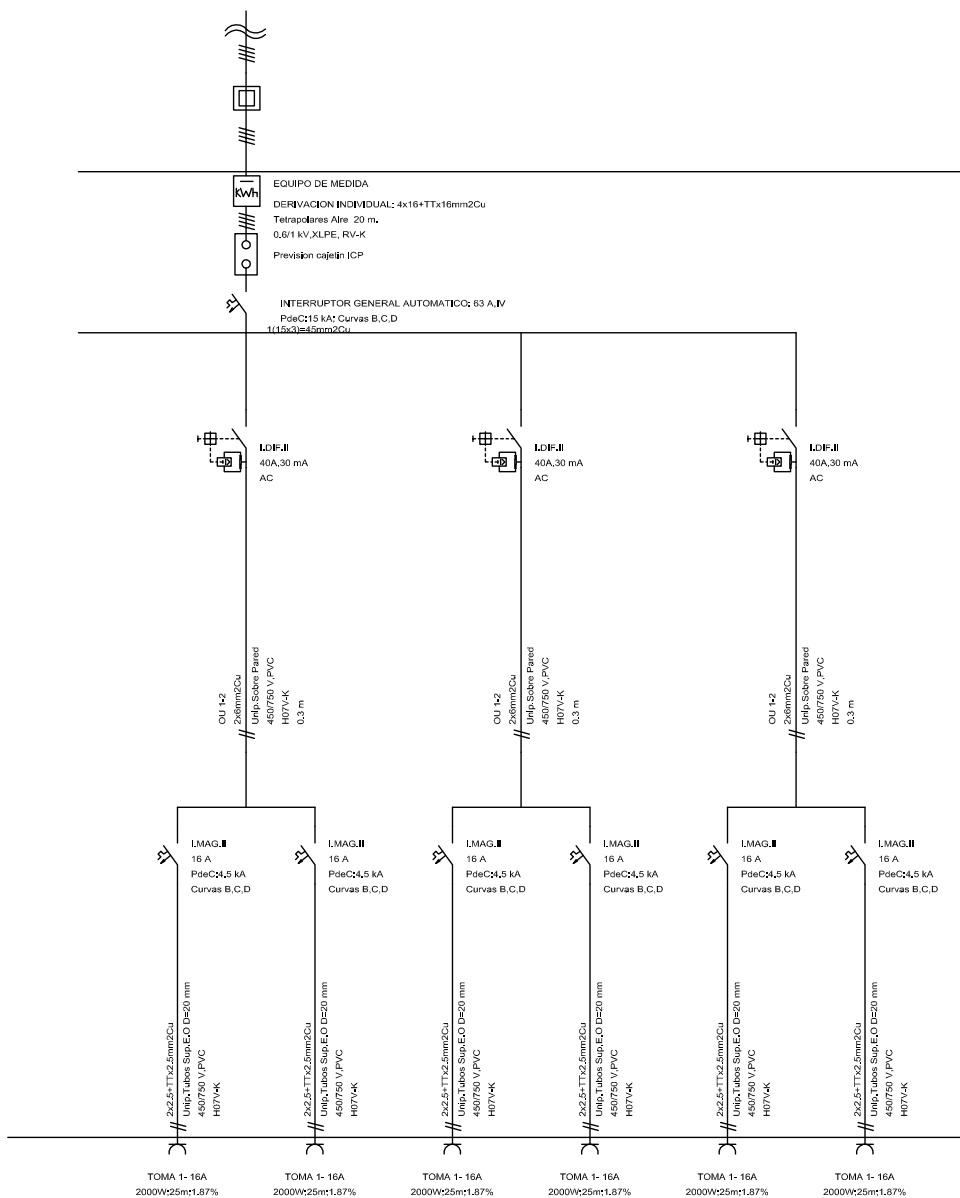 KWh
EQUIPO DE MEDIDA
DERIVACION INDIVIDUAL: 4x16+TTx16mm2Cu
Tetrapolares Aire 20 m.
0.6/1 kV,XLPE, RV-K
Prevision cajetin ICP
INTERRUPTOR GENERAL AUTOMATICO: 63 A,IV
PdeC:15 kA; Curvas B,C,D
1(15x3)=45mm2Cu
I.DIF.II
40A,30 mA
AC
I.DIF.II
40A,30 mA
AC
I.DIF.II
40A,30 mA
AC
OU 1-2
2x6mm2Cu
Unip.Sobre Pared
450/750 V,PVC
H07V-K
0.3 m
OU 1-2
2x6mm2Cu
Unip.Sobre Pared
450/750 V,PVC
H07V-K
0.3 m
OU 1-2
2x6mm2Cu
Unip.Sobre Pared
450/750 V,PVC
H07V-K
0.3 m
I.MAG.II
16 A
PdeC:4.5 kA
Curvas B,C,D
I.MAG.II
16 A
PdeC:4.5 kA
Curvas B,C,D
I.MAG.II
16 A
PdeC:4.5 kA
Curvas B,C,D
I.MAG.II
16 A
PdeC:4.5 kA
Curvas B,C,D
I.MAG.II
16 A
PdeC:4.5 kA
Curvas B,C,D
I.MAG.II
16 A
PdeC:4.5 kA
Curvas B,C,D
2x2.5+TTx2.5mm2Cu
Unip.Tubos Sup.E.O D=20 mm
450/750 V,PVC
H07V-K
2x2.5+TTx2.5mm2Cu
Unip.Tubos Sup.E.O D=20 mm
450/750 V,PVC
H07V-K
2x2.5+TTx2.5mm2Cu
Unip.Tubos Sup.E.O D=20 mm
450/750 V,PVC
H07V-K
2x2.5+TTx2.5mm2Cu
Unip.Tubos Sup.E.O D=20 mm
450/750 V,PVC
H07V-K
2x2.5+TTx2.5mm2Cu
Unip.Tubos Sup.E.O D=20 mm
450/750 V,PVC
H07V-K
2x2.5+TTx2.5mm2Cu
Unip.Tubos Sup.E.O D=20 mm
450/750 V,PVC
H07V-K
TOMA 1- 16A
2000W;25m;1.87%
TOMA 1- 16A
2000W;25m;1.87%
TOMA 1- 16A
2000W;25m;1.87%
TOMA 1- 16A
2000W;25m;1.87%
TOMA 1- 16A
2000W;25m;1.87%
TOMA 1- 16A
2000W;25m;1.87%